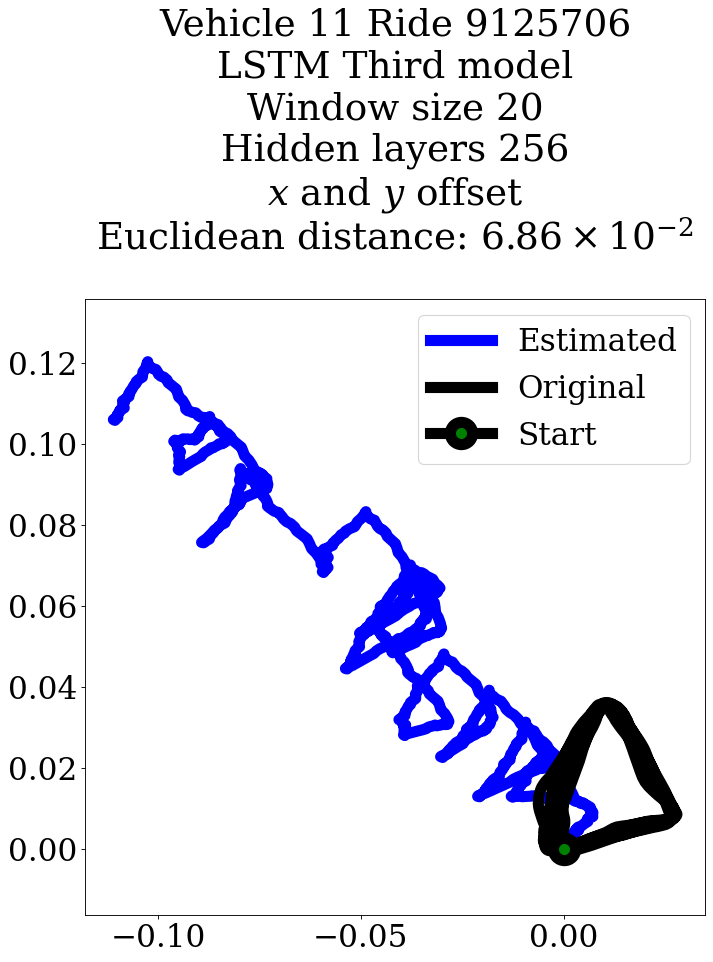 Vehicle 11 Ride 9125706
LSTM Third model
Window size 20
Hidden layers 256
x and y offset
Euclidean distance: 6.86 × 10⁻²
Estimated
Original
Start
0.12
0.10
0.08
0.06
0.04
0.02
0.00
−0.10
−0.05
0.00